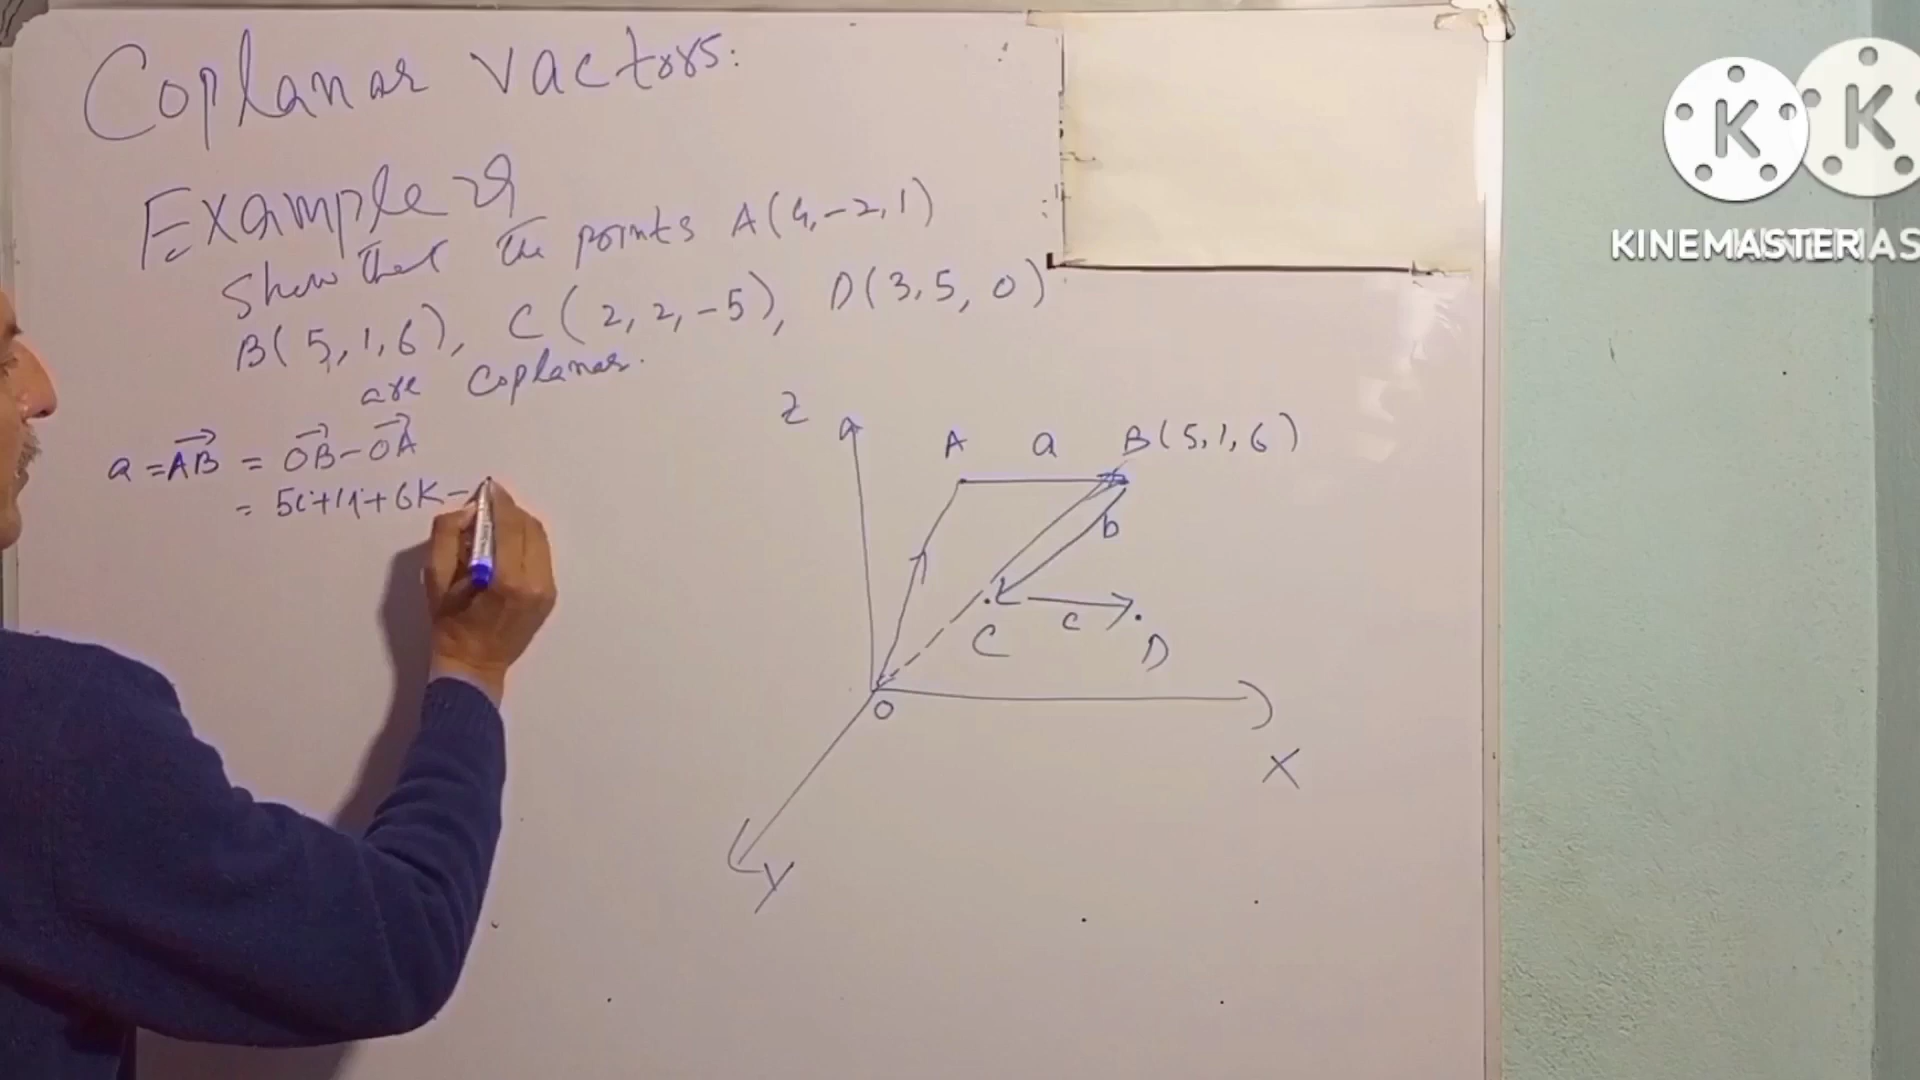 Coplanar vactors:
Example 29
Show that the points A(4,-2,1)
B(5,1,6), C(2,2,-5), D(3,5,0)
are Coplanar.
a = AB = OB - OA
= 5i+1j+6K -
Z
A a B(5,1,6)
b
C c D
O
X
Y
K K
KINEMASTER